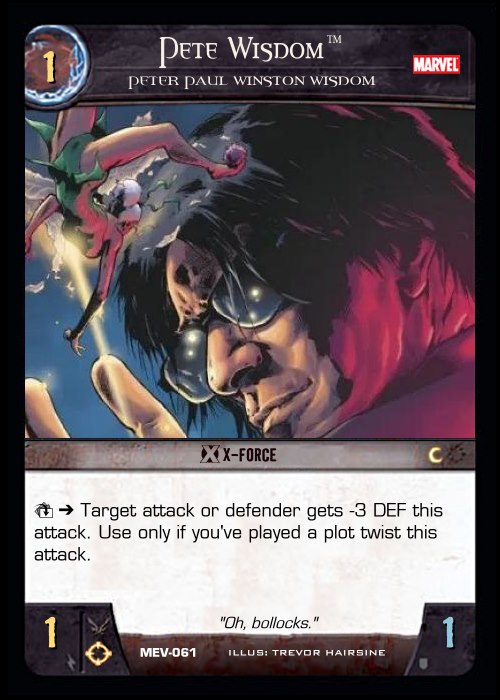 1
Pete Wisdom™
Peter Paul Winston Wisdom
MARVEL
X-FORCE
C
➔ Target attack or defender gets -3 DEF this
attack. Use only if you've played a plot twist this
attack.
"Oh, bollocks."
1
MEV-061 ILLUS: TREVOR HAIRSINE
1